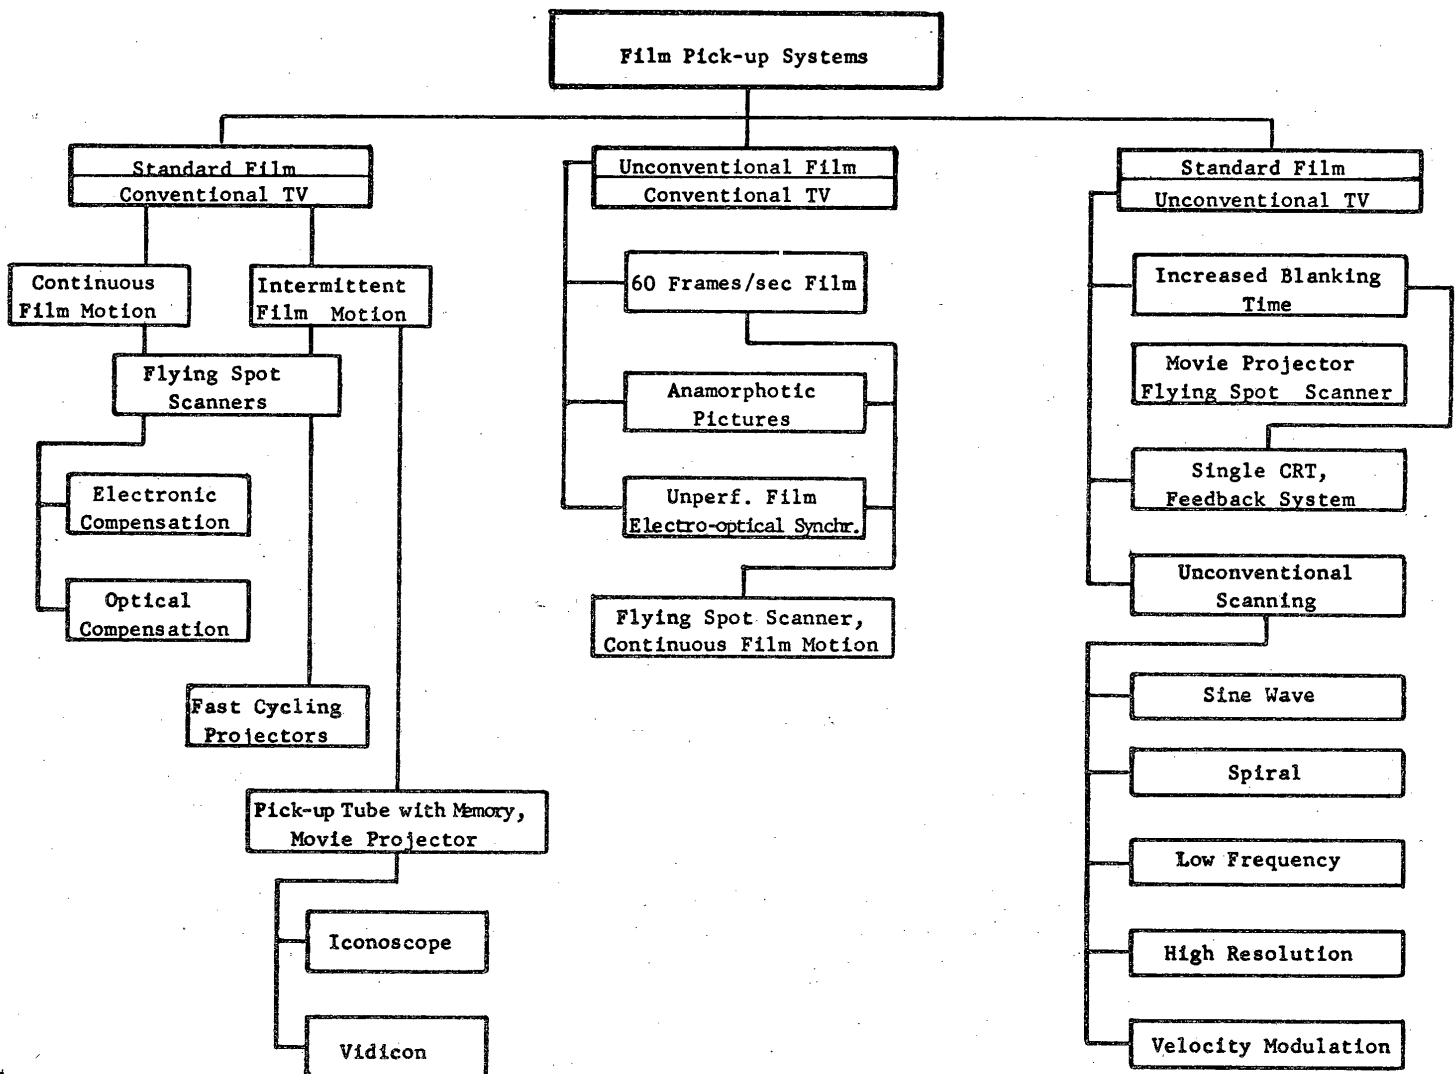 Film Pick-up Systems
Standard Film
Conventional TV
Continuous
Film Motion
Intermittent
Film Motion
Flying Spot
Scanners
Electronic
Compensation
Optical
Compensation
Fast Cycling
Projectors
Pick-up Tube with Memory,
Movie Projector
Iconoscope
Vidicon
Unconventional Film
Conventional TV
60 Frames/sec Film
Anamorphotic
Pictures
Unperf. Film
Electro-optical Synchr.
Flying Spot Scanner,
Continuous Film Motion
Standard Film
Unconventional TV
Increased Blanking
Time
Movie Projector
Flying Spot Scanner
Single CRT,
Feedback System
Unconventional
Scanning
Sine Wave
Spiral
Low Frequency
High Resolution
Velocity Modulation